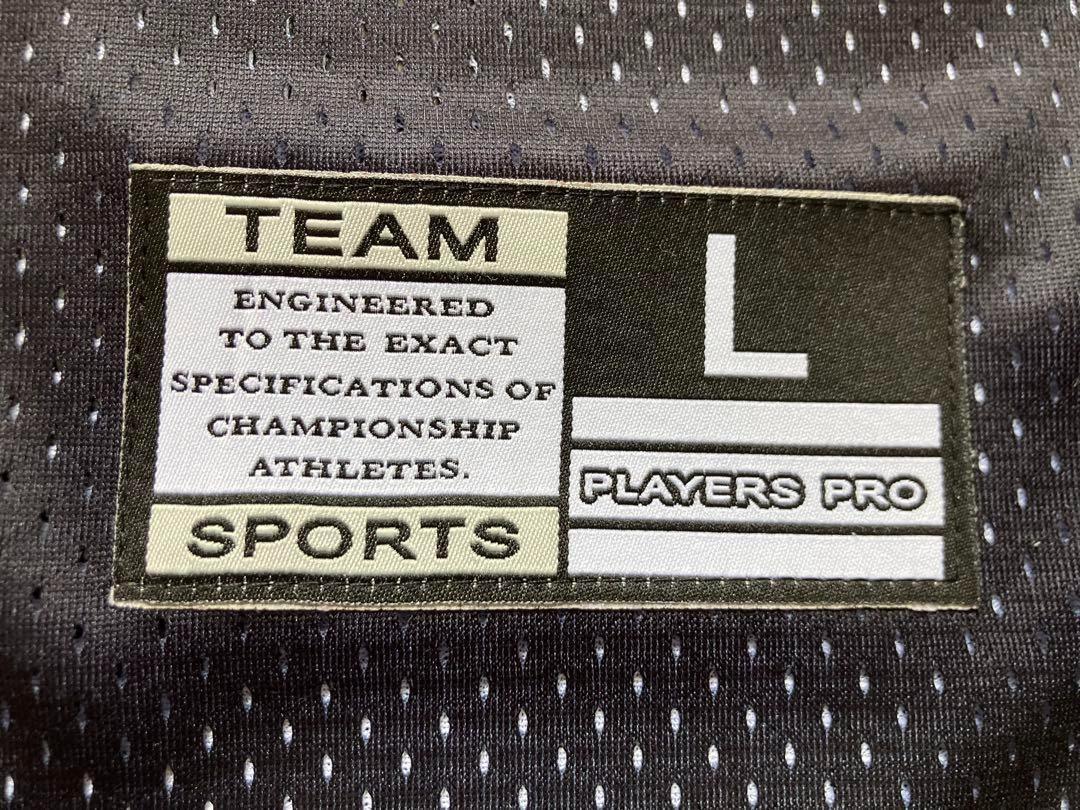 TEAM
ENGINEERED
TO THE EXACT
SPECIFICATIONS OF
CHAMPIONSHIP
ATHLETES.
SPORTS
L
PLAYERS PRO